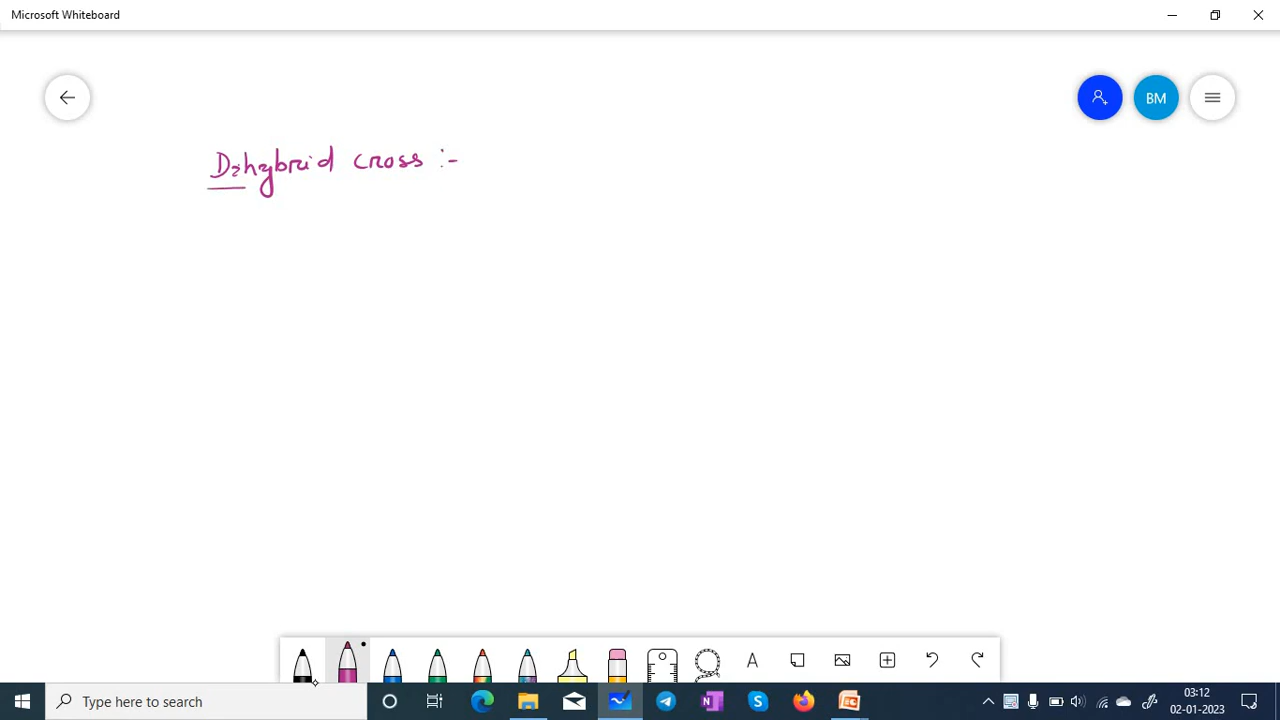 Microsoft Whiteboard
BM
Dihybrid cross :-
A
Type here to search
03:12
02-01-2023